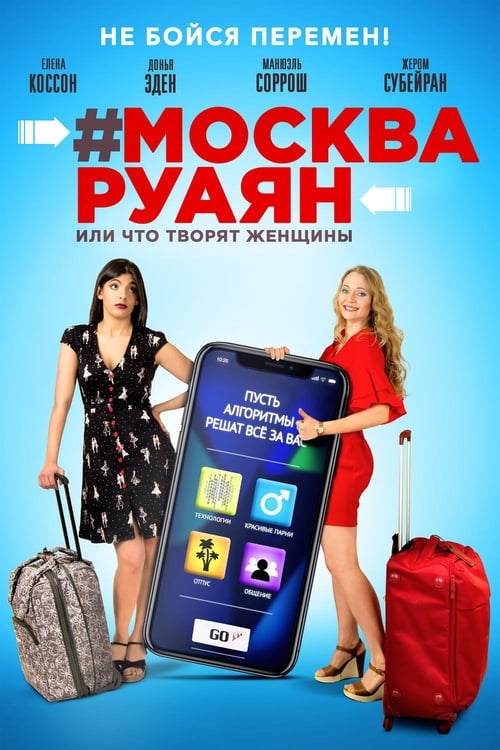 НЕ БОЙСЯ ПЕРЕМЕН!
ЕЛЕНА КОССОН
ДОНЬЯ ЭДЕН
МАНЮЭЛЬ СОРРОШ
ЖЕРОМ СУБЕЙРАН
#МОСКВА
РУАЯН
ИЛИ ЧТО ТВОРЯТ ЖЕНЩИНЫ
10:25
ПУСТЬ
АЛГОРИТМЫ
РЕШАТ ВСЁ ЗА ВАС
ТЕХНОЛОГИИ
КРАСИВЫЕ ПАРНИ
ОТПУС
ОБЩЕНИЕ
GO